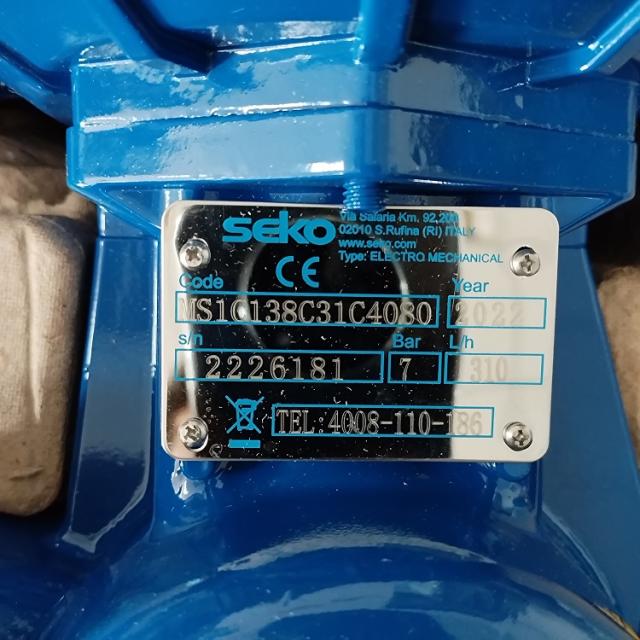 seko
Via Salaria Km. 92,200
02010 S.Rufina (RI) ITALY
www.seko.com
Type: ELECTRO MECHANICAL
CE
Code Year
MS1C138C31C4080 2022
s/n Bar L/h
2226181 7 310
TEL:4008-110-186